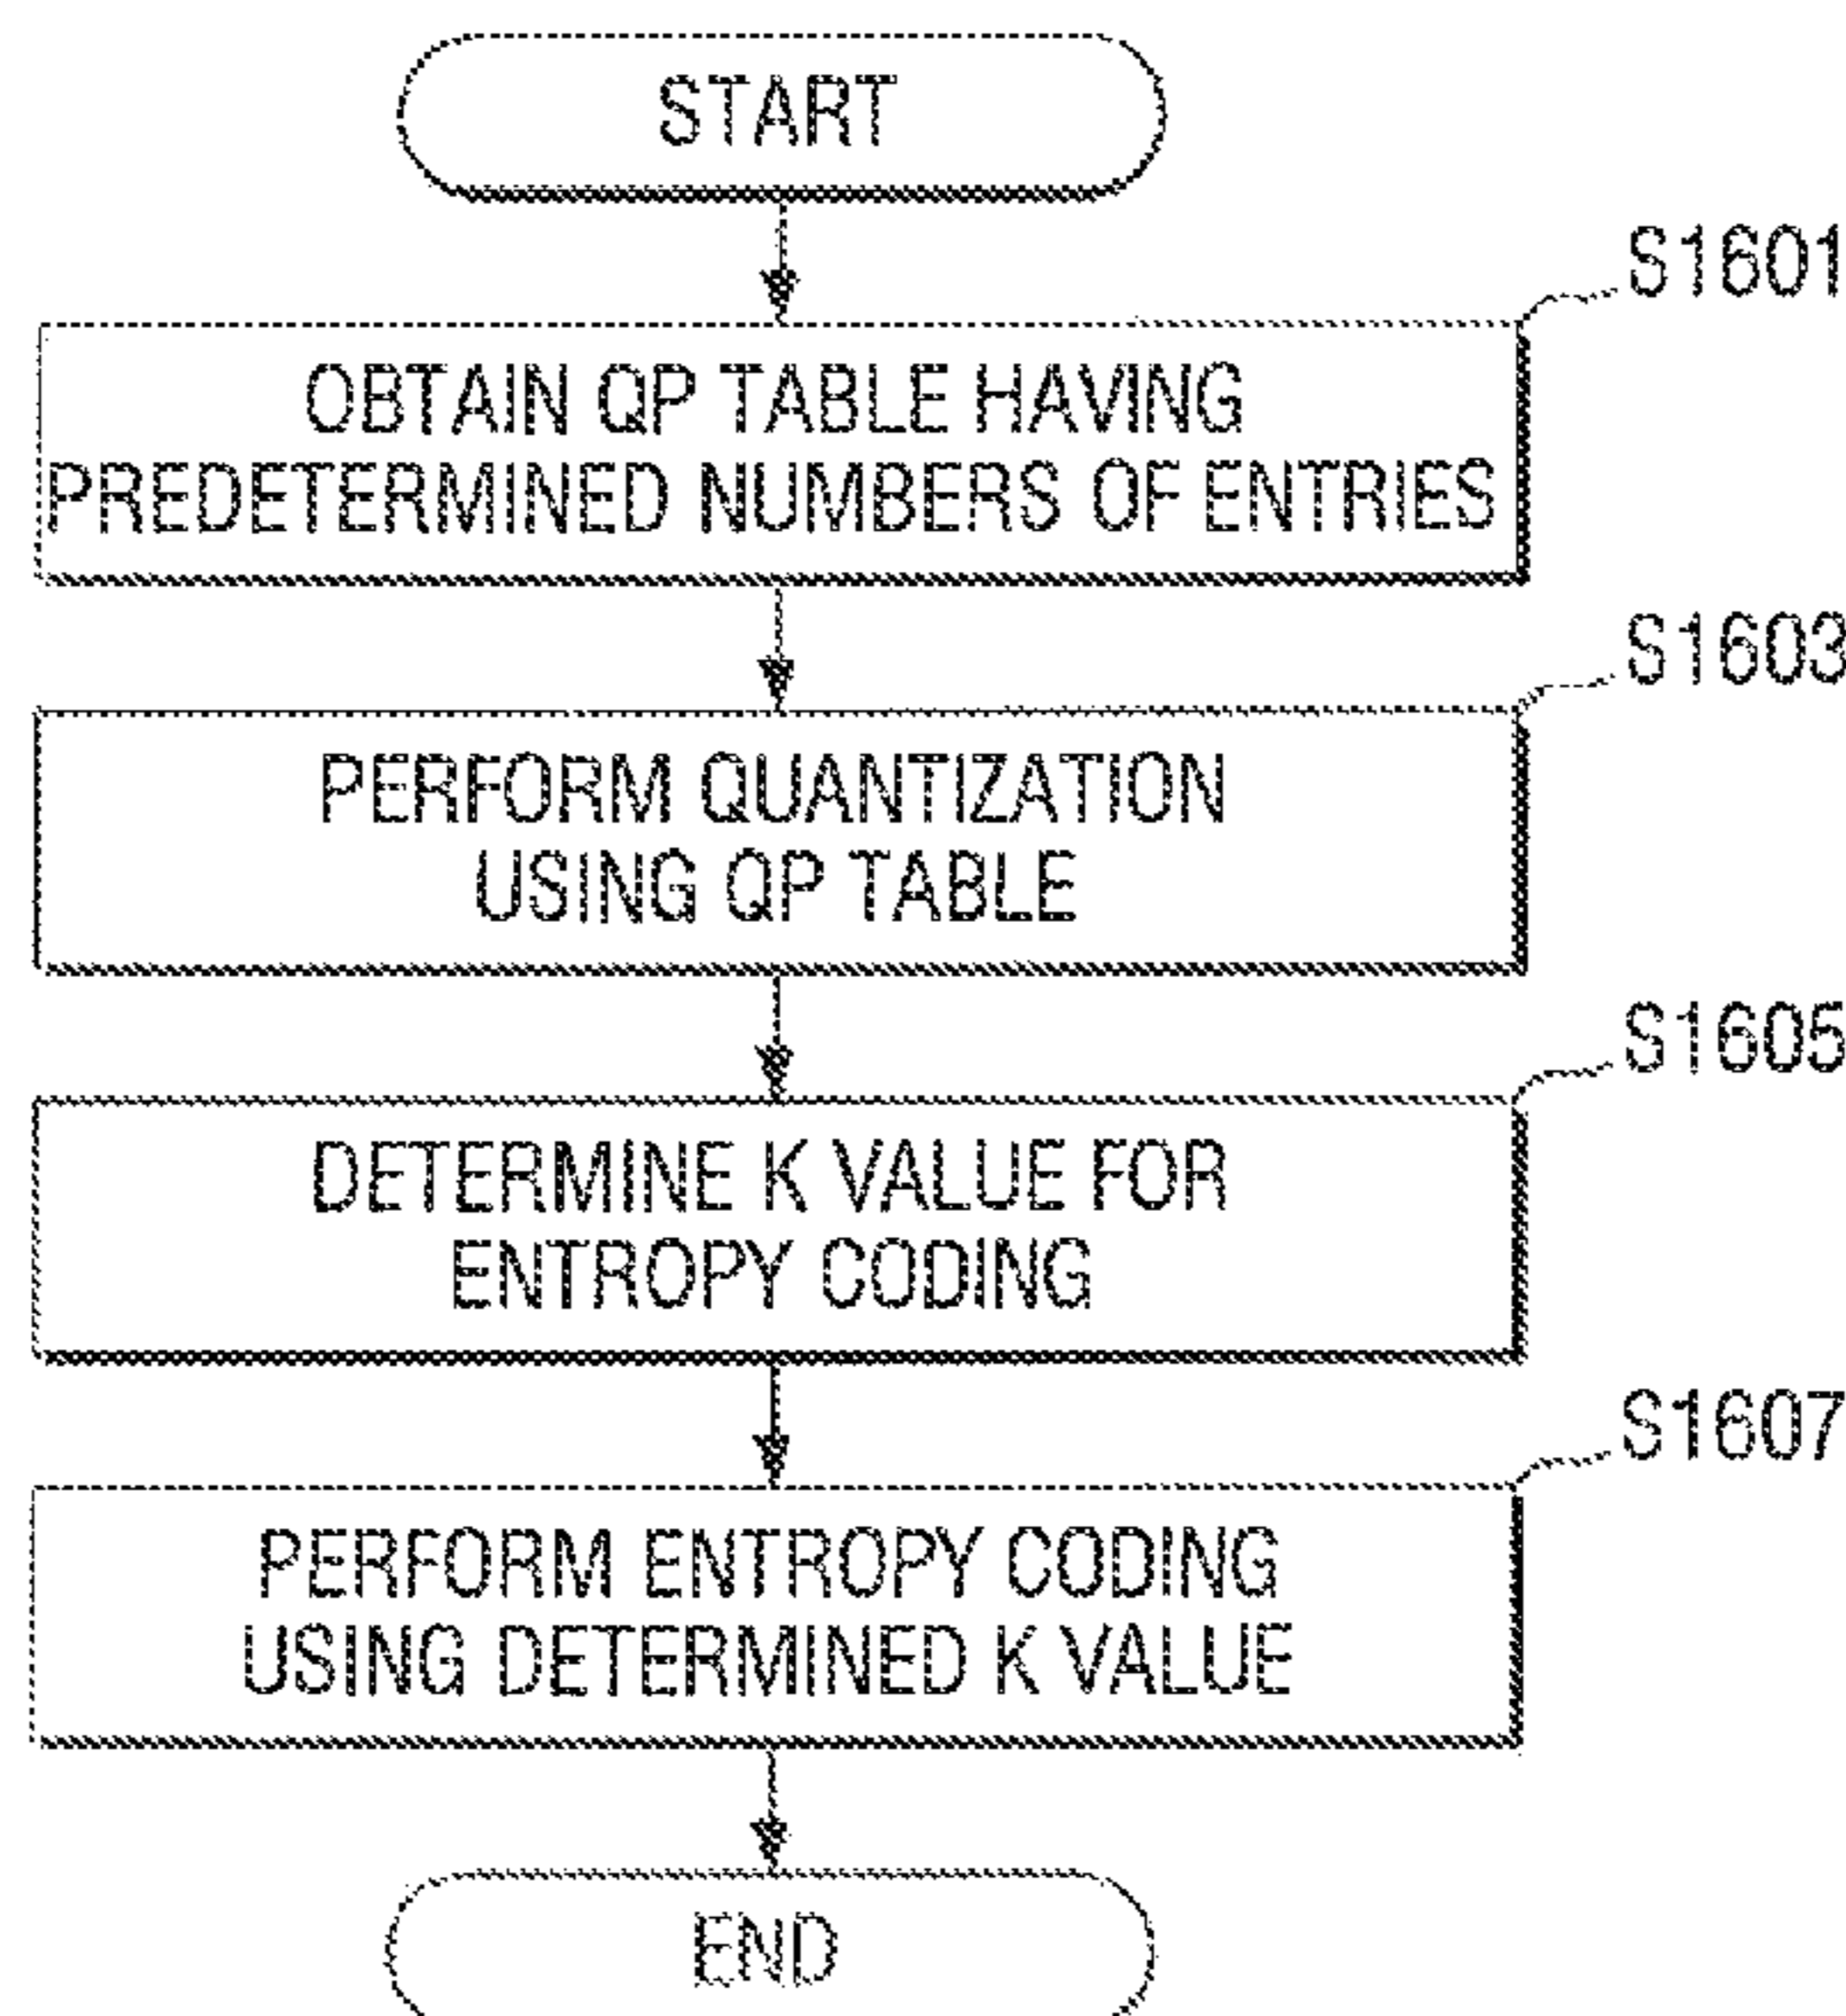 START
S1601
OBTAIN QP TABLE HAVING
PREDETERMINED NUMBERS OF ENTRIES
S1603
PERFORM QUANTIZATION
USING QP TABLE
S1605
DETERMINE K VALUE FOR
ENTROPY CODING
S1607
PERFORM ENTROPY CODING
USING DETERMINED K VALUE
END